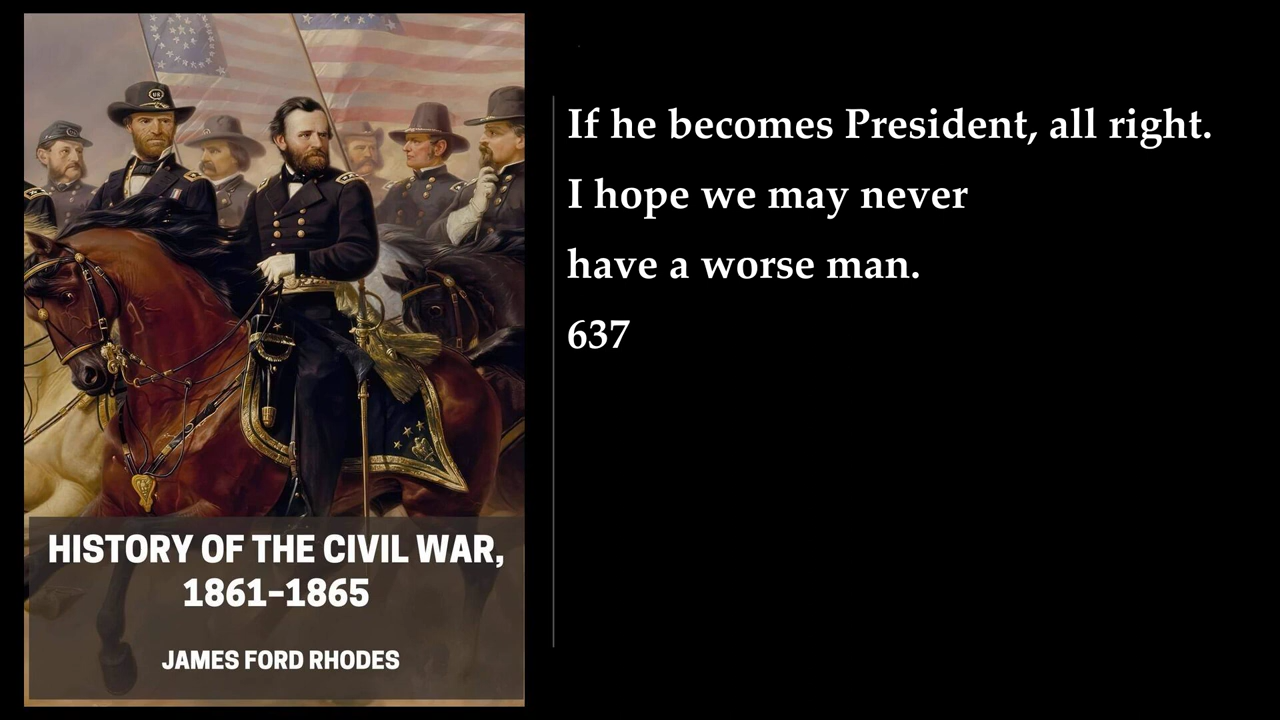 HISTORY OF THE CIVIL WAR,
1861–1865
JAMES FORD RHODES
If he becomes President, all right.
I hope we may never
have a worse man.
637